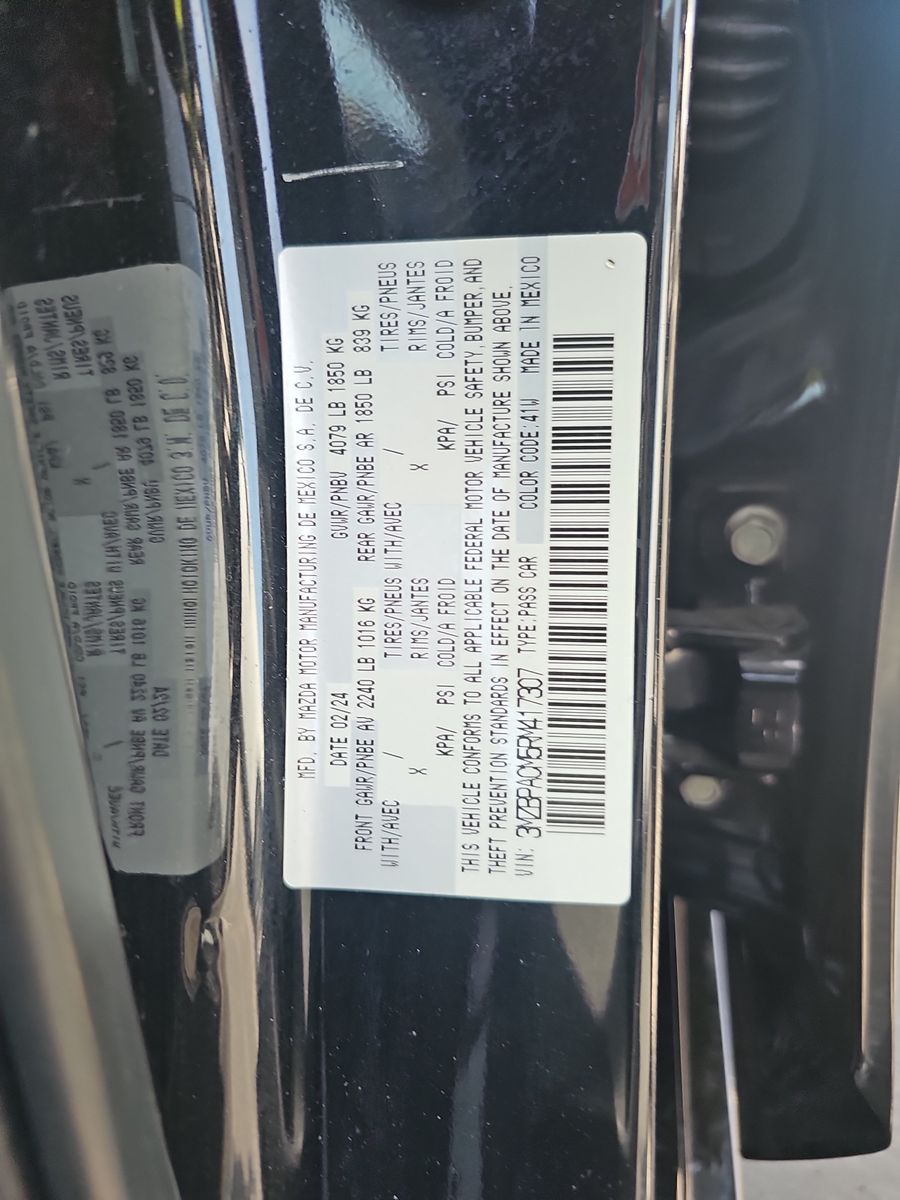 MFD. BY MAZDA MOTOR MANUFACTURING DE MEXICO S.A. DE C.V.
DATE 02/24 GVWR/PNBV 4079 LB 1850 KG
FRONT GAWR/PNBE AV 2240 LB 1016 KG REAR GAWR/PNBE AR 1850 LB 839 KG
WITH/AVEC / TIRES/PNEUS WITH/AVEC / TIRES/PNEUS
X RIMS/JANTES X RIMS/JANTES
KPA/ PSI COLD/A FROID KPA/ PSI COLD/A FROID
THIS VEHICLE CONFORMS TO ALL APPLICABLE FEDERAL MOTOR VEHICLE SAFETY, BUMPER, AND
THEFT PREVENTION STANDARDS IN EFFECT ON THE DATE OF MANUFACTURE SHOWN ABOVE.
VIN: 3MZBPACM5RM417307 TYPE:PASS CAR COLOR CODE:41W MADE IN MEXICO